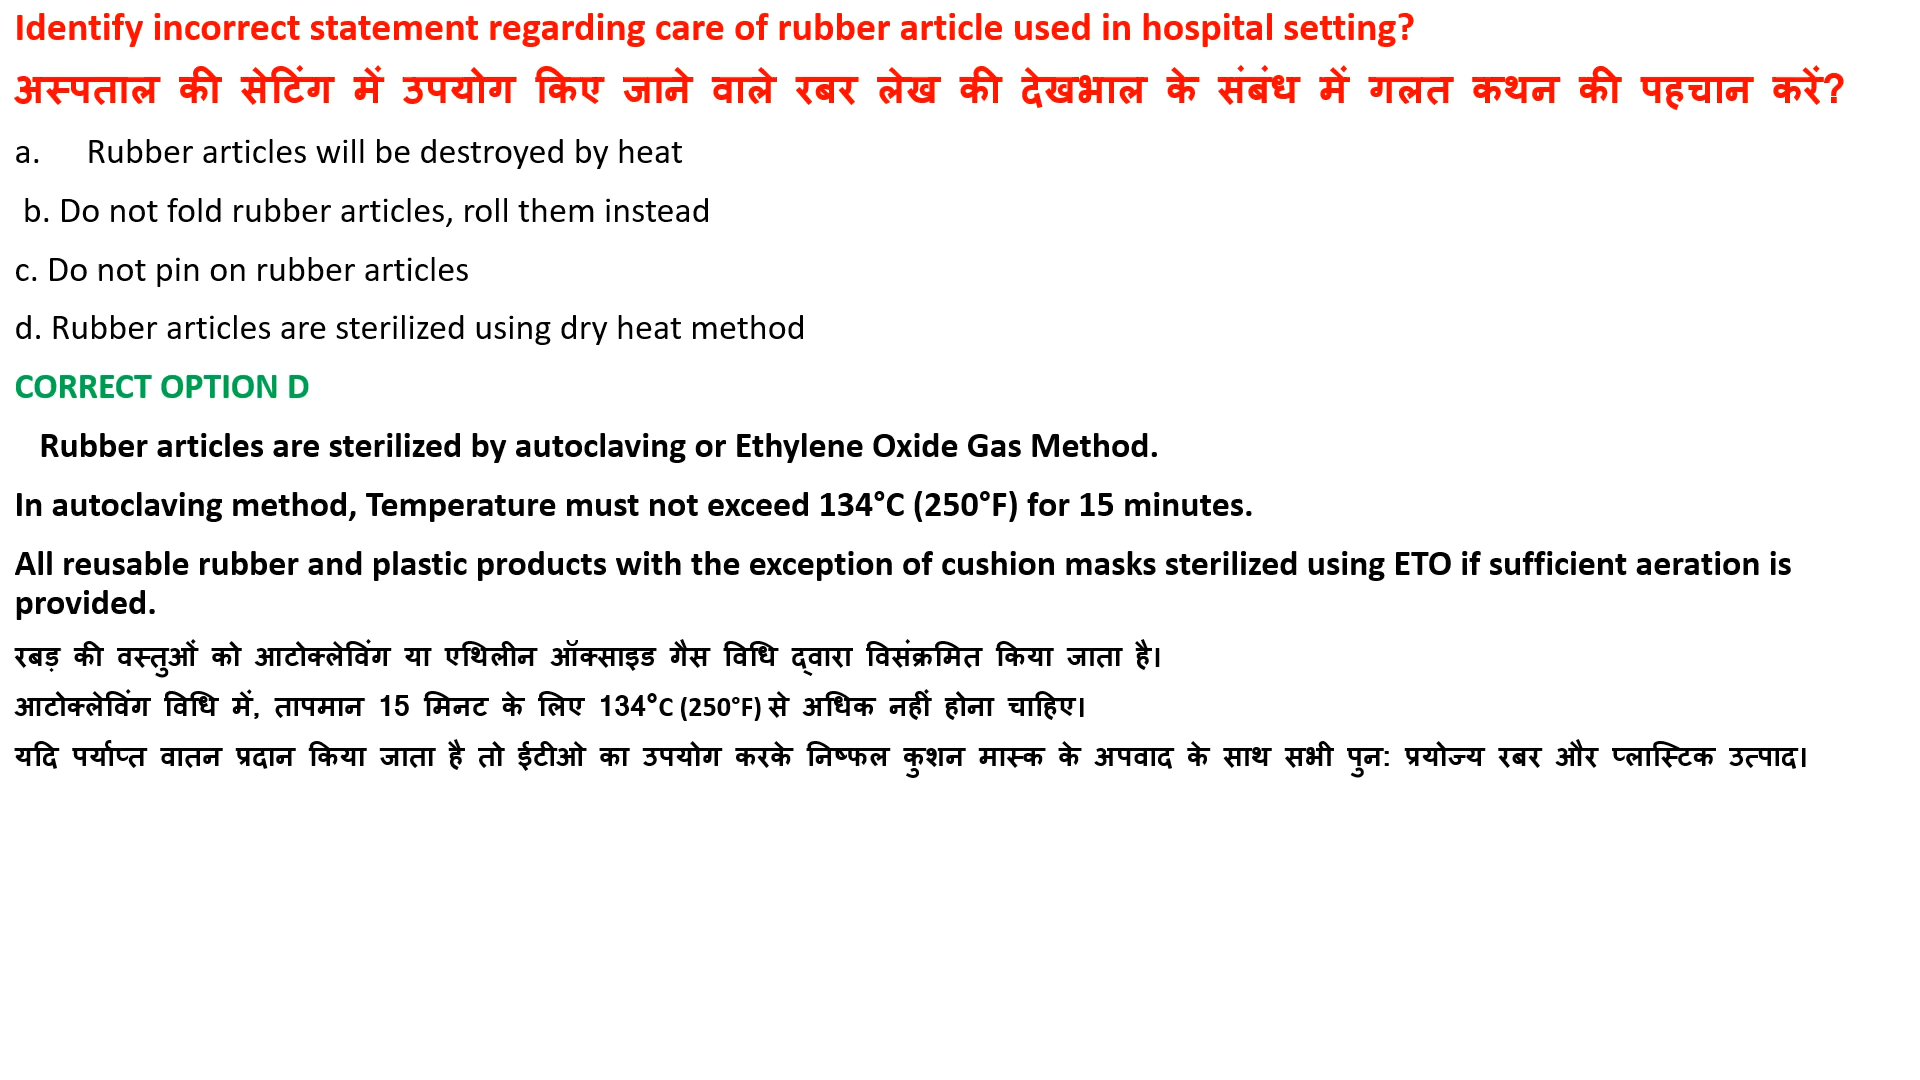 Identify incorrect statement regarding care of rubber article used in hospital setting?
अस्पताल की सेटिंग में उपयोग किए जाने वाले रबर लेख की देखभाल के संबंध में गलत कथन की पहचान करें?
a. Rubber articles will be destroyed by heat
b. Do not fold rubber articles, roll them instead
c. Do not pin on rubber articles
d. Rubber articles are sterilized using dry heat method
CORRECT OPTION D
Rubber articles are sterilized by autoclaving or Ethylene Oxide Gas Method.
In autoclaving method, Temperature must not exceed 134°C (250°F) for 15 minutes.
All reusable rubber and plastic products with the exception of cushion masks sterilized using ETO if sufficient aeration is
provided.
रबड़ की वस्तुओं को आटोक्लेविंग या एथिलीन ऑक्साइड गैस विधि द्वारा विसंक्रमित किया जाता है।
आटोक्लेविंग विधि में, तापमान 15 मिनट के लिए 134°C (250°F) से अधिक नहीं होना चाहिए।
यदि पर्याप्त वातन प्रदान किया जाता है तो ईटीओ का उपयोग करके निष्फल कुशन मास्क के अपवाद के साथ सभी पुन: प्रयोज्य रबर और प्लास्टिक उत्पाद।